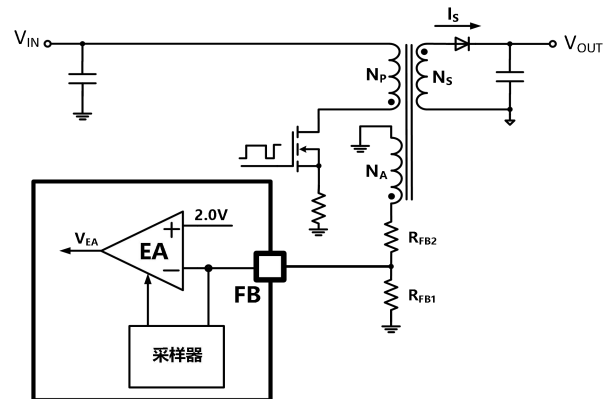 I_S
V_IN
V_OUT
N_P
N_S
N_A
2.0V
V_EA
EA
+
−
FB
R_FB2
R_FB1
采样器